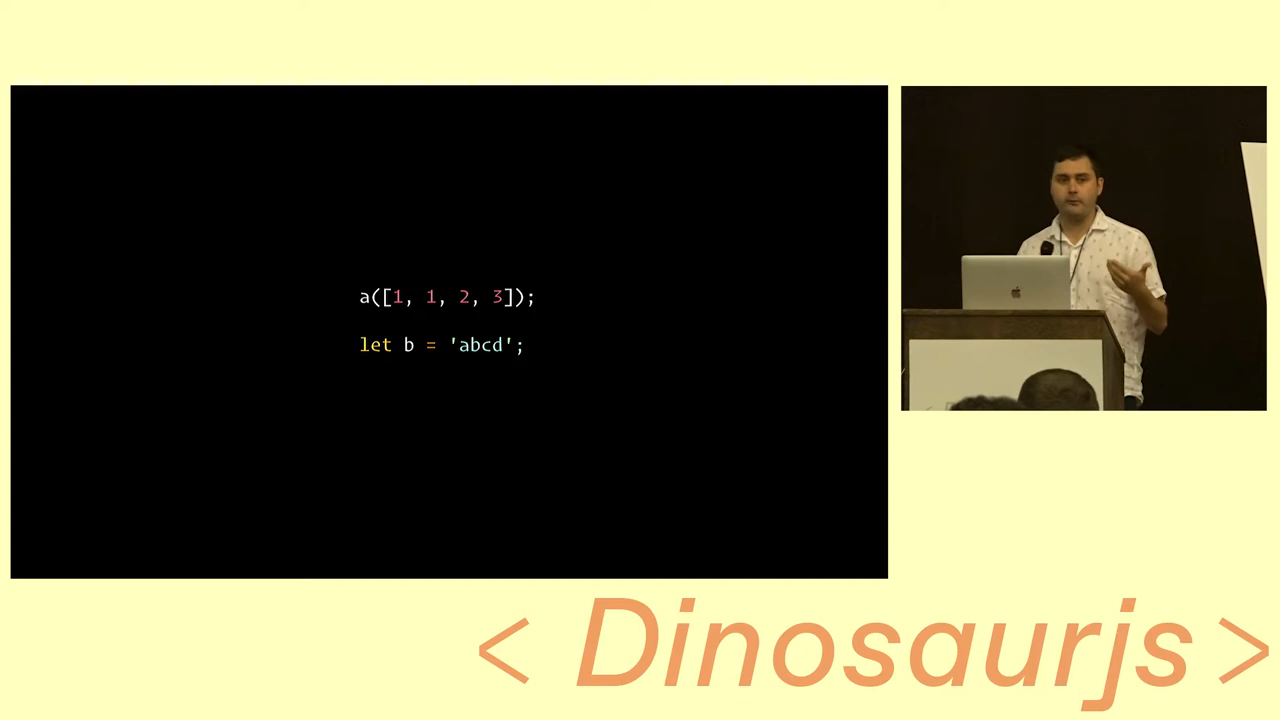 a([1, 1, 2, 3]);
let b = 'abcd';
< Dinosaurjs >